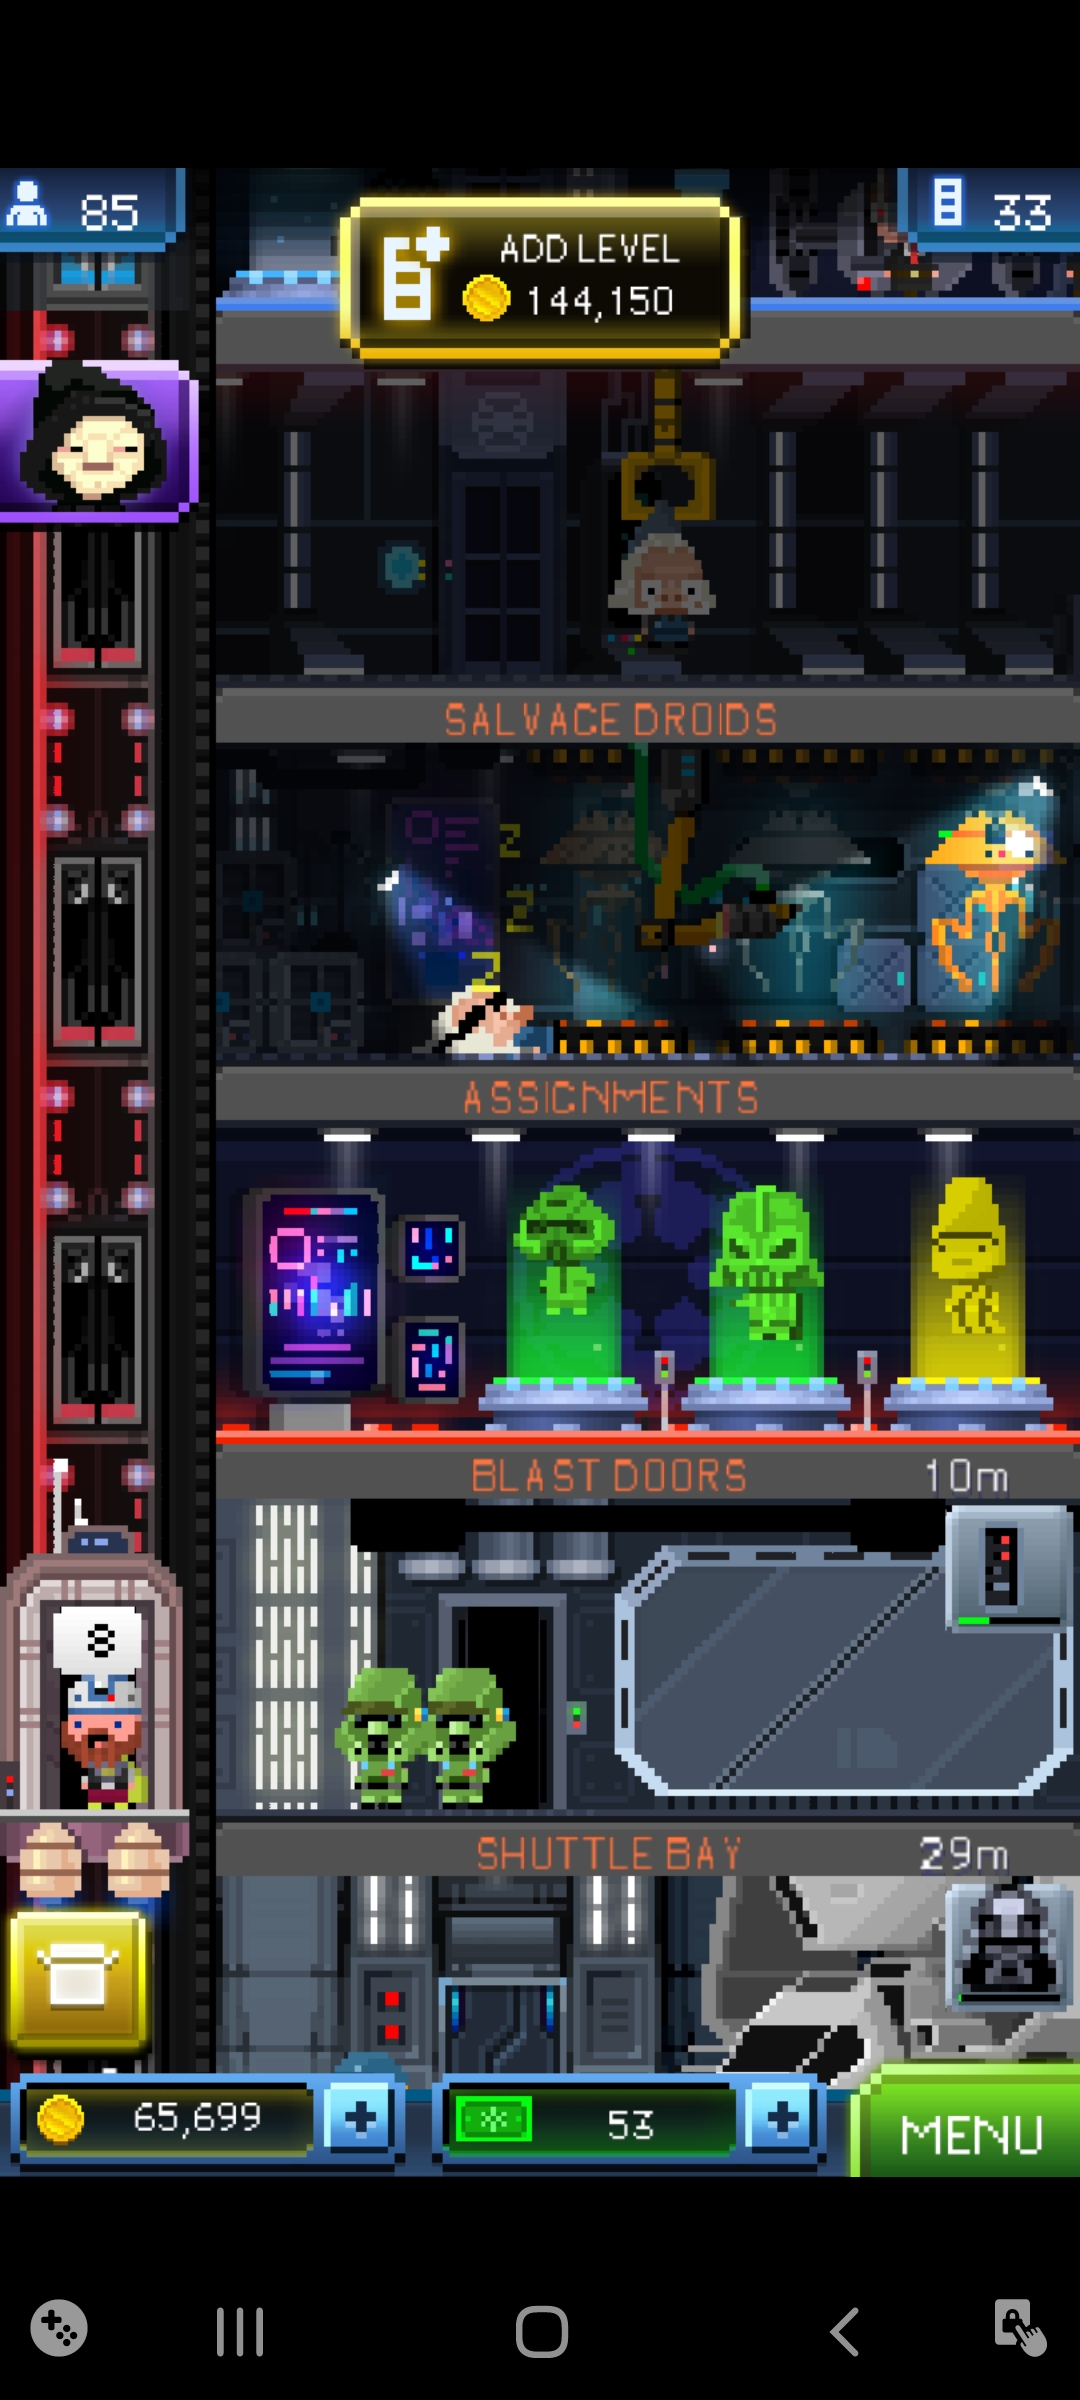 85
33
ADD LEVEL
144,150
SALVAGE DROIDS
Z
Z
Z
ASSIGNMENTS
BLAST DOORS 10m
8
SHUTTLE BAY 29m
65,699
53
MENU